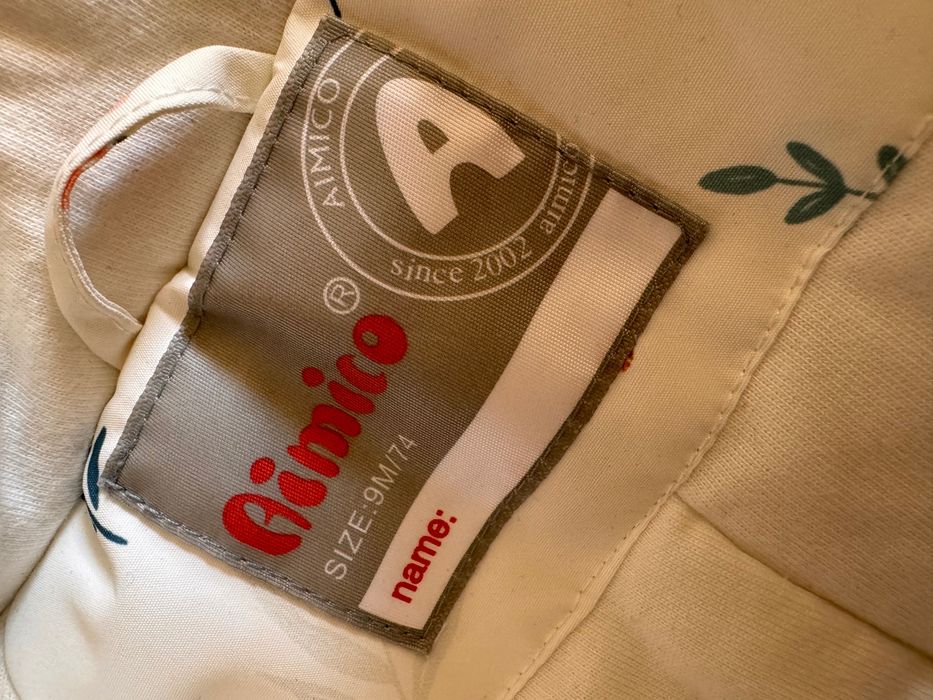 AIMICO
A
since 2002
aimico
Aimico®
SIZE:9M/74
name: